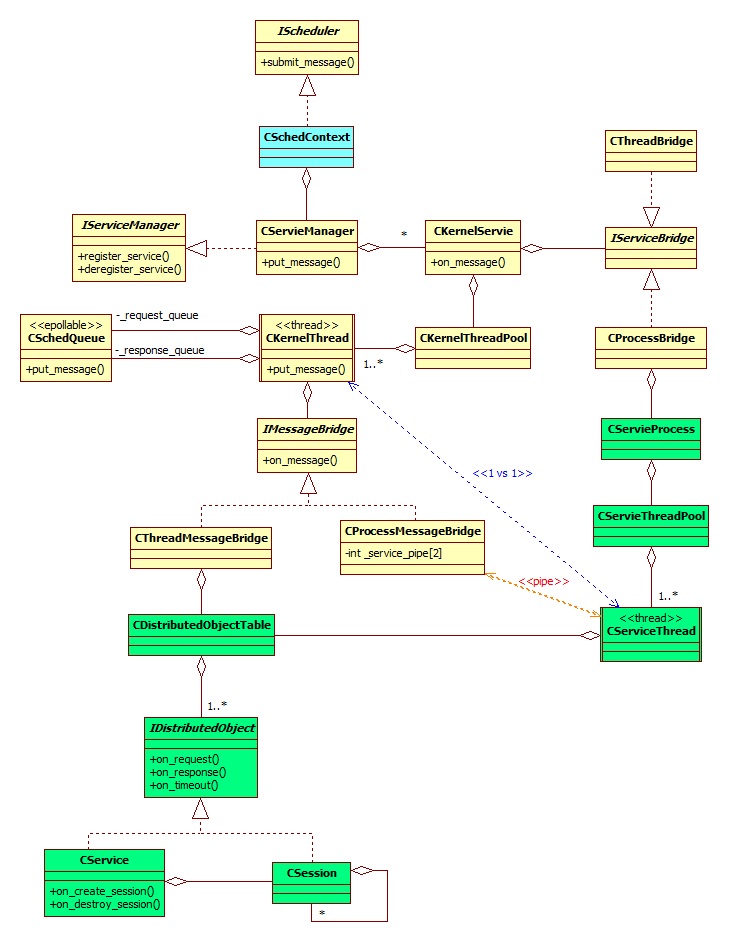 IScheduler
+submit_message()
CSchedContext
CThreadBridge
IServiceManager
+register_service()
+deregister_service()
CServieManager
+put_message()
*
CKernelServie
+on_message()
IServiceBridge
<<epollable>>
CSchedQueue
+put_message()
-_request_queue
-_response_queue
<<thread>>
CKernelThread
+put_message()
1..*
CKernelThreadPool
CProcessBridge
IMessageBridge
+on_message()
CServieProcess
<<1 vs 1>>
CThreadMessageBridge
CProcessMessageBridge
-int _service_pipe[2]
CServieThreadPool
<<pipe>>
1..*
CDistributedObjectTable
<<thread>>
CServiceThread
1..*
IDistributedObject
+on_request()
+on_response()
+on_timeout()
CService
+on_create_session()
+on_destroy_session()
CSession
*